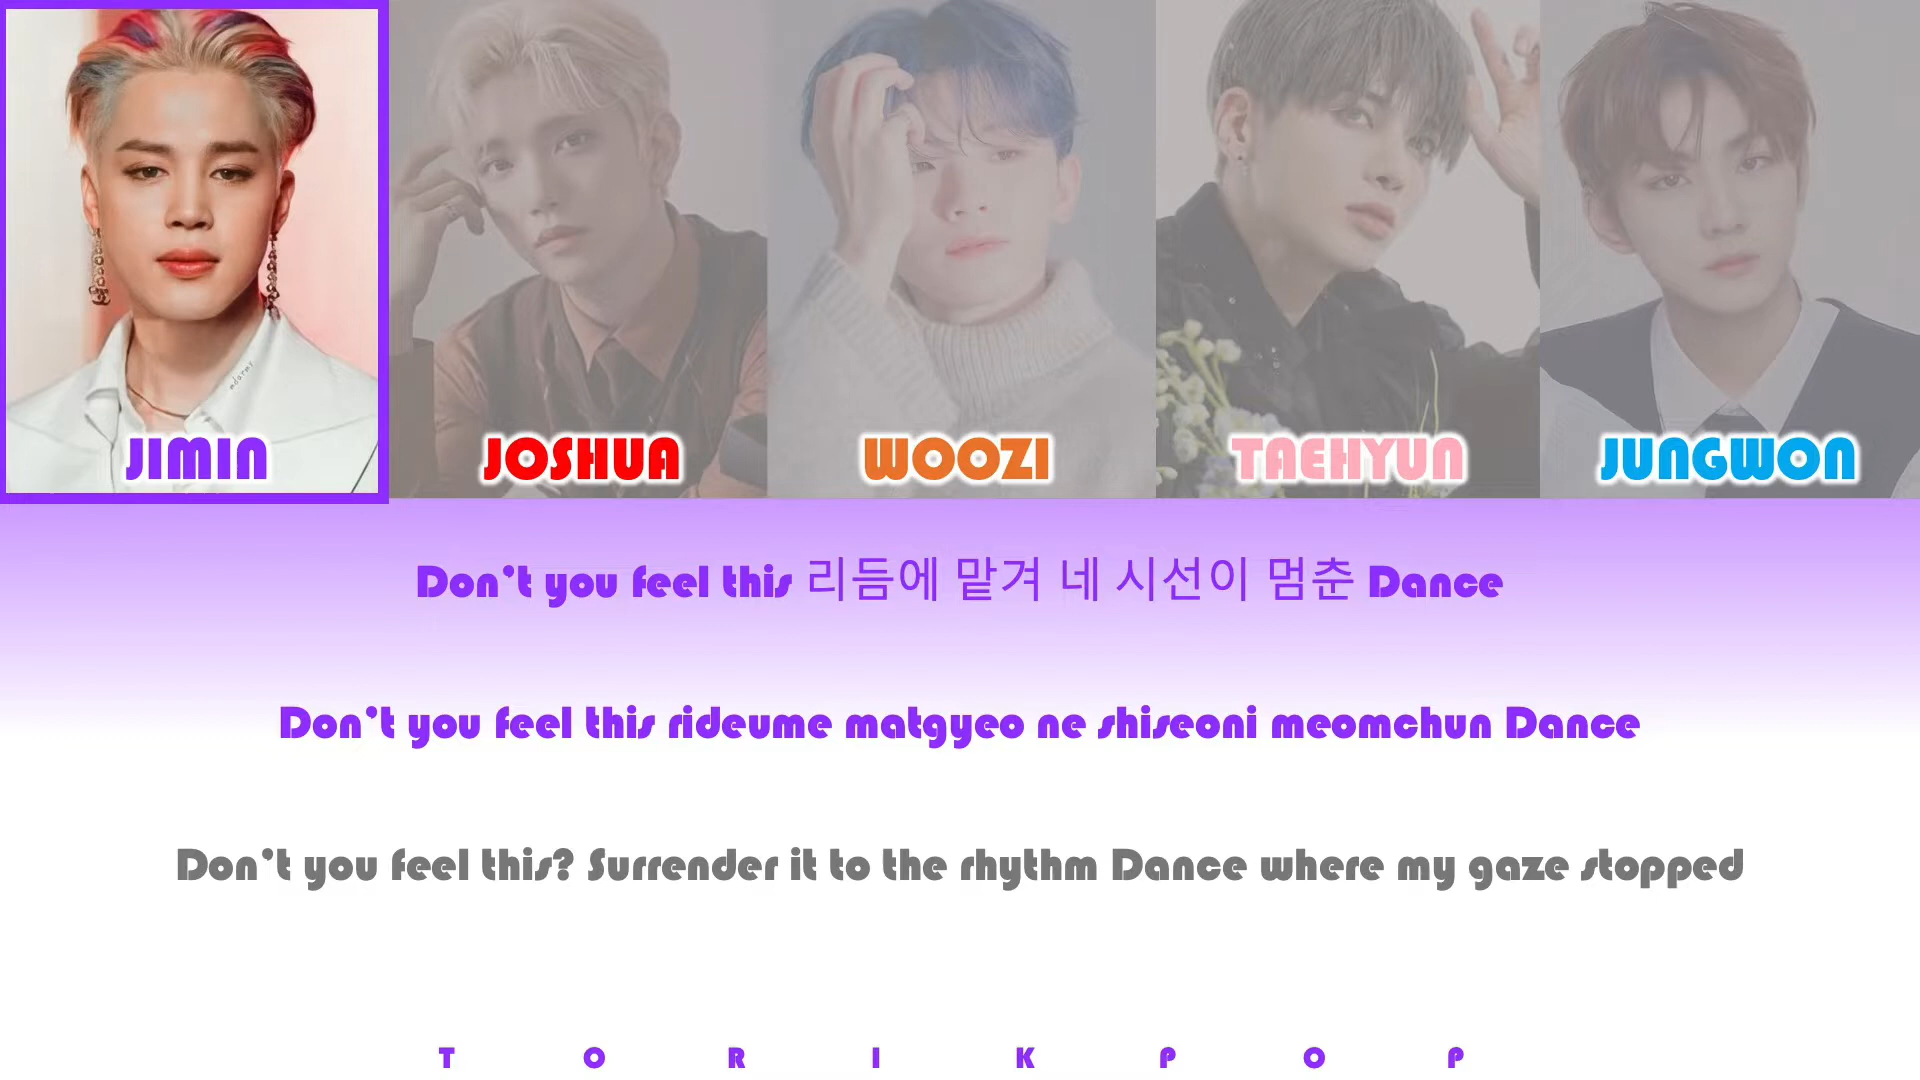 JIMIN JOSHUA WOOZI TAEHYUN JUNGWON
Don't you feel this 리듬에 맡겨 네 시선이 멈춘 Dance
Don't you feel this rideume matgyeo ne shiseoni meomchun Dance
Don't you feel this? Surrender it to the rhythm Dance where my gaze stopped
T O R I K P O P